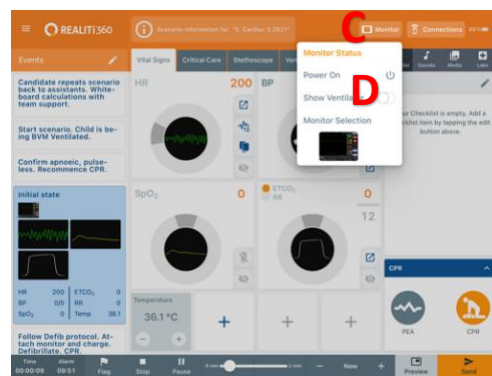 REALITi360
Scenario information for "S. Cardiac 3 2021"
C
Monitor
Connections
Events
Vital Signs
Critical Care
Stethoscope
Ven
Sounds
Media
Labs
Monitor Status
Power On
Show Ventilator
D
Monitor Selection
Candidate repeats scenario
back to assistants. White-
board calculations with
team support.
Start scenario. Child is be-
ing BVM Ventilated.
Confirm apnoeic, pulse-
less. Recommence CPR.
Initial state
HR 200 ETCO₂ 0
BP 0/0 RR 0
SpO₂ 0 Temp 36.1
Follow Defib protocol. At-
tach monitor and charge.
Defibrillate. CPR.
HR
200
BP
SpO₂
0
ETCO₂
RR
0
12
Temperature
36.1 °C
ur Checklist is empty. Add a
cklist item by tapping the edit
button above.
CPR
PEA
CPR
Time
00:00:09
Alarm
09:51
Flag
Stop
Pause
Now
Preview
Send